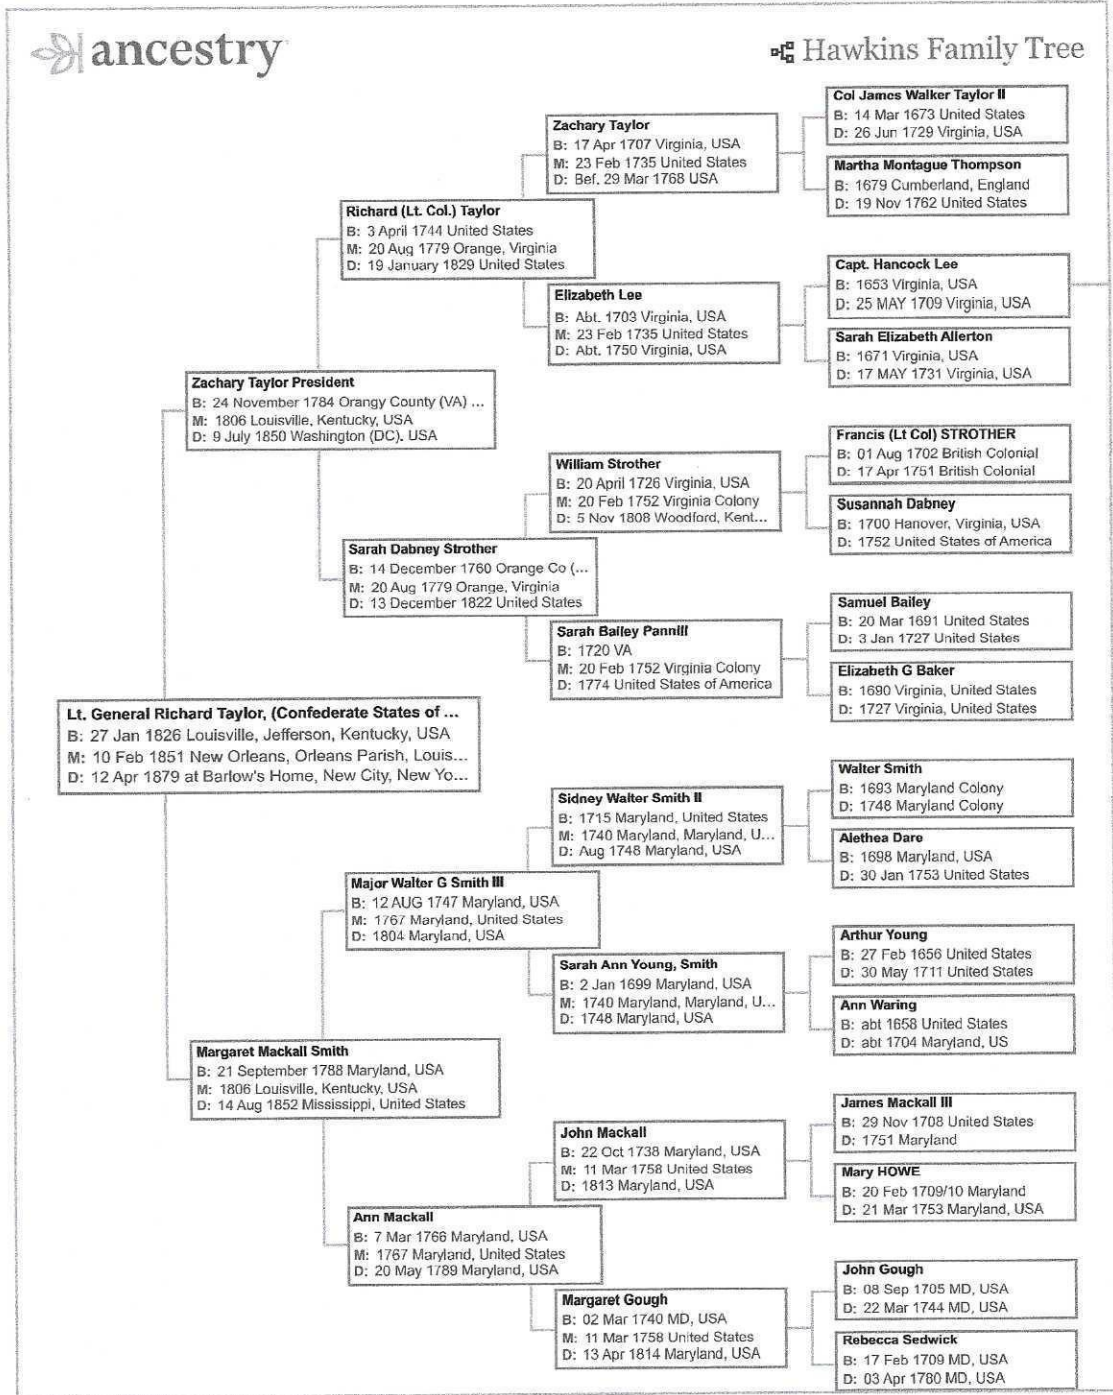 ancestry
Hawkins Family Tree
Col James Walker Taylor II
B: 14 Mar 1673 United States
D: 26 Jun 1729 Virginia, USA
Zachary Taylor
B: 17 Apr 1707 Virginia, USA
M: 23 Feb 1735 United States
D: Bef. 29 Mar 1768 USA
Martha Montague Thompson
B: 1679 Cumberland, England
D: 19 Nov 1762 United States
Richard (Lt. Col.) Taylor
B: 3 April 1744 United States
M: 20 Aug 1779 Orange, Virginia
D: 19 January 1829 United States
Capt. Hancock Lee
B: 1653 Virginia, USA
D: 25 MAY 1709 Virginia, USA
Elizabeth Lee
B: Abt. 1703 Virginia, USA
M: 23 Feb 1735 United States
D: Abt. 1750 Virginia, USA
Sarah Elizabeth Allerton
B: 1671 Virginia, USA
D: 17 MAY 1731 Virginia, USA
Zachary Taylor President
B: 24 November 1784 Orangy County (VA) ...
M: 1806 Louisville, Kentucky, USA
D: 9 July 1850 Washington (DC). USA
Francis (Lt Col) STROTHER
B: 01 Aug 1702 British Colonial
D: 17 Apr 1751 British Colonial
William Strother
B: 20 April 1726 Virginia, USA
M: 20 Feb 1752 Virginia Colony
D: 5 Nov 1808 Woodford, Kent...
Susannah Dabney
B: 1700 Hanover, Virginia, USA
D: 1752 United States of America
Sarah Dabney Strother
B: 14 December 1760 Orange Co (...
M: 20 Aug 1779 Orange, Virginia
D: 13 December 1822 United States
Samuel Bailey
B: 20 Mar 1691 United States
D: 3 Jan 1727 United States
Sarah Bailey Pannill
B: 1720 VA
M: 20 Feb 1752 Virginia Colony
D: 1774 United States of America
Elizabeth G Baker
B: 1690 Virginia, United States
D: 1727 Virginia, United States
Lt. General Richard Taylor, (Confederate States of ...
B: 27 Jan 1826 Louisville, Jefferson, Kentucky, USA
M: 10 Feb 1851 New Orleans, Orleans Parish, Louis...
D: 12 Apr 1879 at Barlow's Home, New City, New Yo...
Walter Smith
B: 1693 Maryland Colony
D: 1748 Maryland Colony
Sidney Walter Smith II
B: 1715 Maryland, United States
M: 1740 Maryland, Maryland, U...
D: Aug 1748 Maryland, USA
Alethea Dare
B: 1698 Maryland, USA
D: 30 Jan 1753 United States
Major Walter G Smith III
B: 12 AUG 1747 Maryland, USA
M: 1767 Maryland, United States
D: 1804 Maryland, USA
Arthur Young
B: 27 Feb 1656 United States
D: 30 May 1711 United States
Sarah Ann Young, Smith
B: 2 Jan 1699 Maryland, USA
M: 1740 Maryland, Maryland, U...
D: 1748 Maryland, USA
Ann Waring
B: abt 1658 United States
D: abt 1704 Maryland, US
Margaret Mackall Smith
B: 21 September 1788 Maryland, USA
M: 1806 Louisville, Kentucky, USA
D: 14 Aug 1852 Mississippi, United States
James Mackall III
B: 29 Nov 1708 United States
D: 1751 Maryland
John Mackall
B: 22 Oct 1738 Maryland, USA
M: 11 Mar 1758 United States
D: 1813 Maryland, USA
Mary HOWE
B: 20 Feb 1709/10 Maryland
D: 21 Mar 1753 Maryland, USA
Ann Mackall
B: 7 Mar 1766 Maryland, USA
M: 1767 Maryland, United States
D: 20 May 1789 Maryland, USA
John Gough
B: 08 Sep 1705 MD, USA
D: 22 Mar 1744 MD, USA
Margaret Gough
B: 02 Mar 1740 MD, USA
M: 11 Mar 1758 United States
D: 13 Apr 1814 Maryland, USA
Rebecca Sedwick
B: 17 Feb 1709 MD, USA
D: 03 Apr 1780 MD, USA